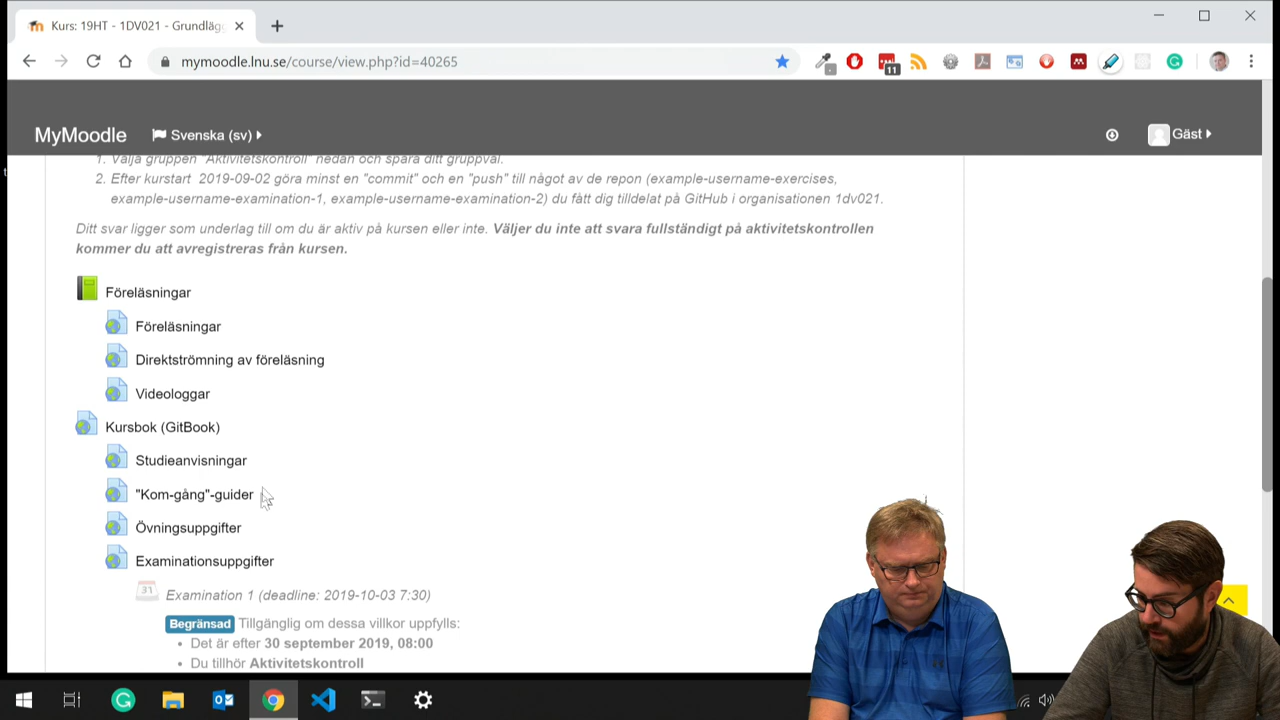 Kurs: 19HT - 1DV021 - Grundläg
mymoodle.lnu.se/course/view.php?id=40265
11
MyMoodle
Svenska (sv)
Gäst
1. Välja gruppen "Aktivitetskontroll" nedan och spara ditt gruppval.
2. Efter kurstart 2019-09-02 göra minst en "commit" och en "push" till något av de repon (example-username-exercises,
example-username-examination-1, example-username-examination-2) du fått dig tilldelat på GitHub i organisationen 1dv021.
Ditt svar ligger som underlag till om du är aktiv på kursen eller inte. Väljer du inte att svara fullständigt på aktivitetskontrollen
kommer du att avregistreras från kursen.
Föreläsningar
Föreläsningar
Direktströmning av föreläsning
Videologgar
Kursbok (GitBook)
Studieanvisningar
"Kom-gång"-guider
Övningsuppgifter
Examinationsuppgifter
31
Examination 1 (deadline: 2019-10-03 7:30)
Begränsad Tillgänglig om dessa villkor uppfylls:
• Det är efter 30 september 2019, 08:00
• Du tillhör Aktivitetskontroll